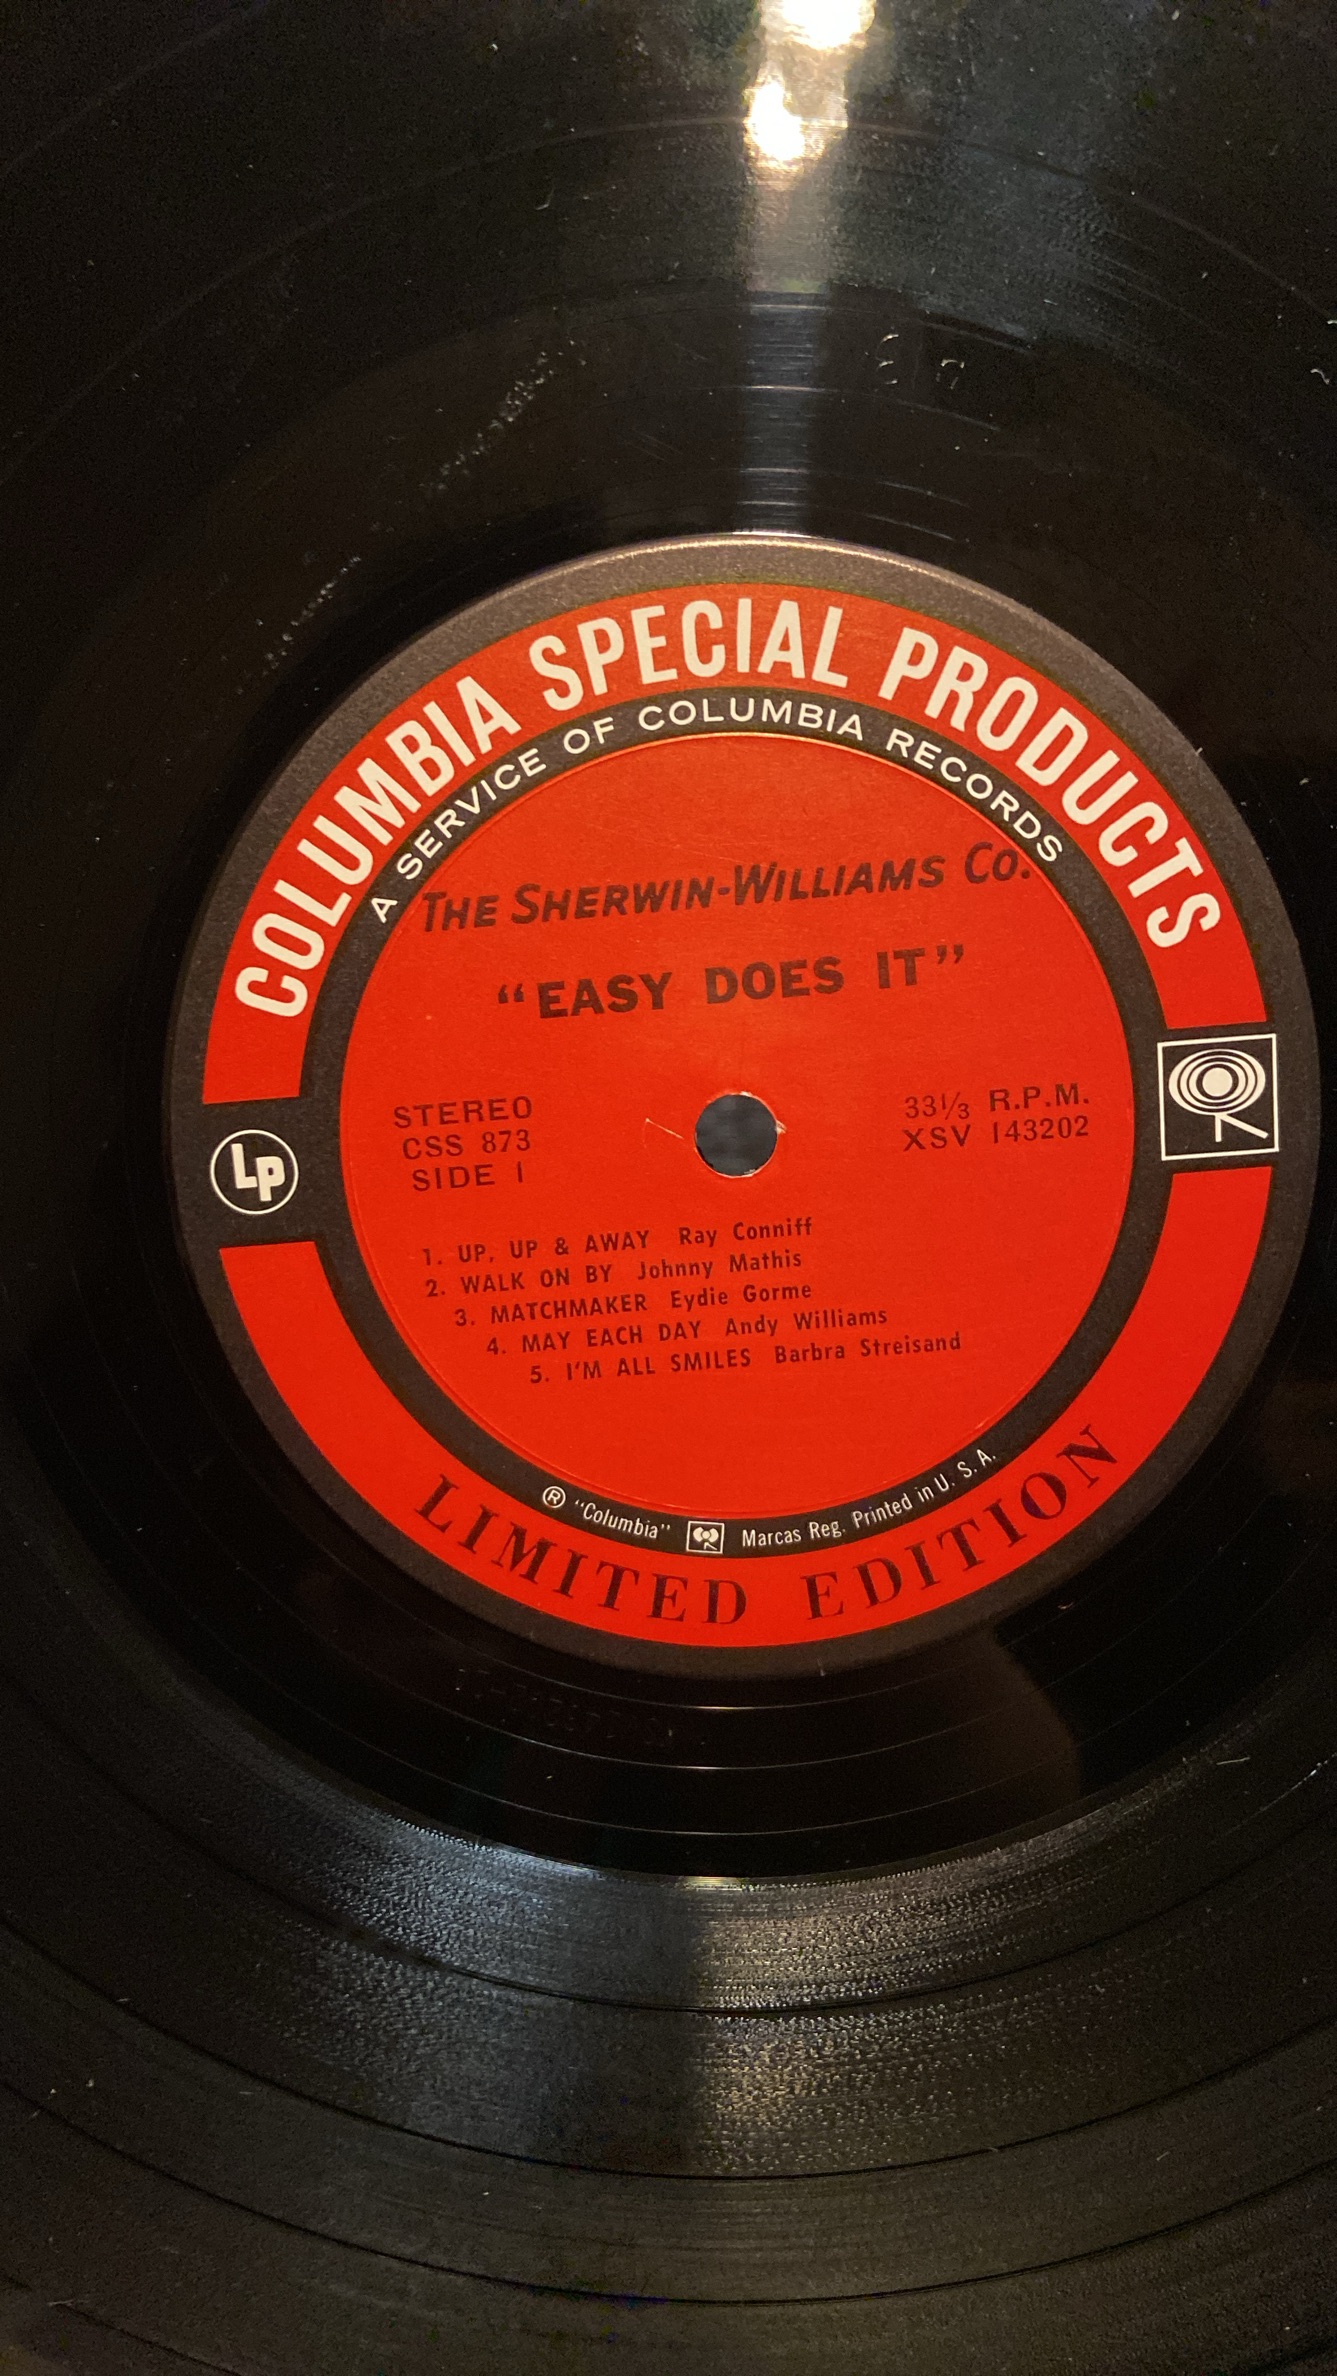 COLUMBIA SPECIAL PRODUCTS
A SERVICE OF COLUMBIA RECORDS
THE SHERWIN-WILLIAMS CO.
“EASY DOES IT”
STEREO
CSS 873
SIDE 1
33⅓ R.P.M.
XSV 143202
LP
1. UP, UP & AWAY Ray Conniff
2. WALK ON BY Johnny Mathis
3. MATCHMAKER Eydie Gorme
4. MAY EACH DAY Andy Williams
5. I'M ALL SMILES Barbra Streisand
® "Columbia" Marcas Reg. Printed in U. S. A.
LIMITED EDITION